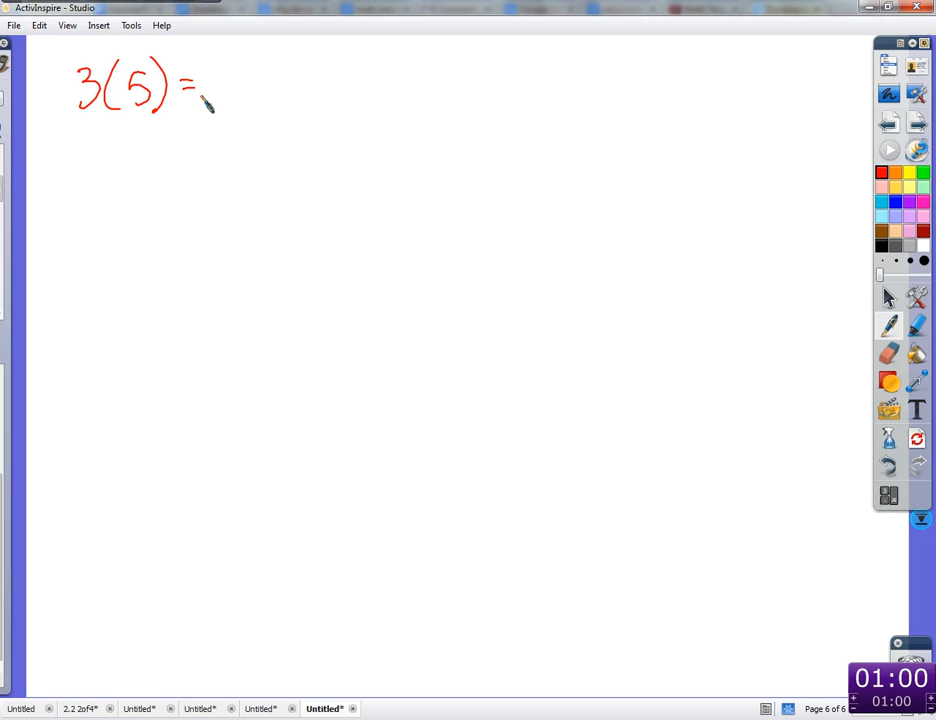 ActivInspire - Studio
File Edit View Insert Tools Help
3(5)=
01:00
01:00
Untitled 2.2 2of4* Untitled* Untitled* Untitled* Untitled* Page 6 of 6